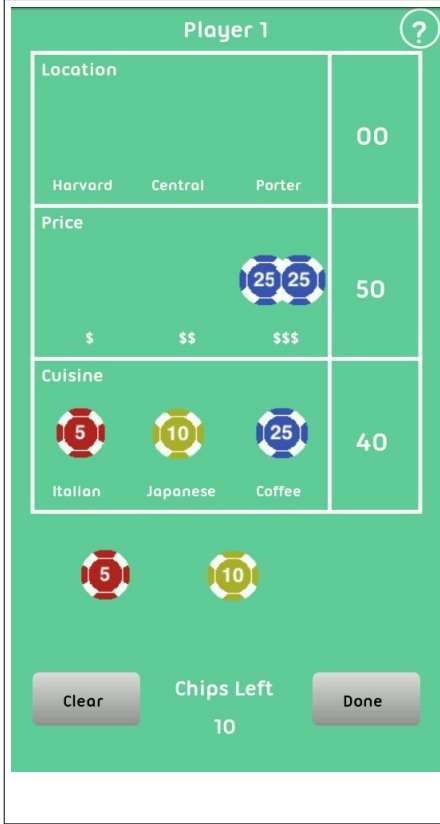 Player 1
?
Location
00
Harvard Central Porter
Price
25 25
50
$ $$ $$$
Cuisine
5 10 25
40
Italian Japanese Coffee
5 10
Clear
Chips Left
10
Done